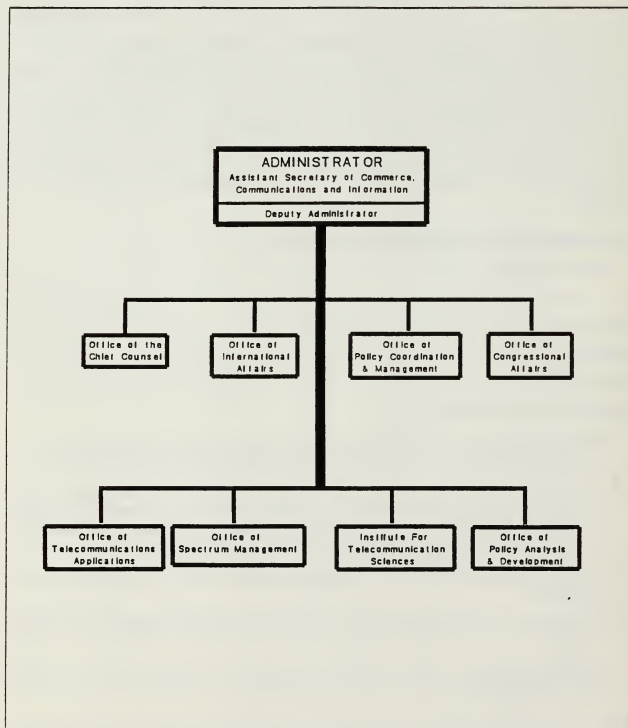 ADMINISTRATOR
Assistant Secretary of Commerce,
Communications and Information
Deputy Administrator
Office of the
Chief Counsel
Office of
International
Affairs
Office of
Policy Coordination
& Management
Office of
Congressional
Affairs
Office of
Telecommunications
Applications
Office of
Spectrum Management
Institute For
Telecommunication
Sciences
Office of
Policy Analysis
& Development